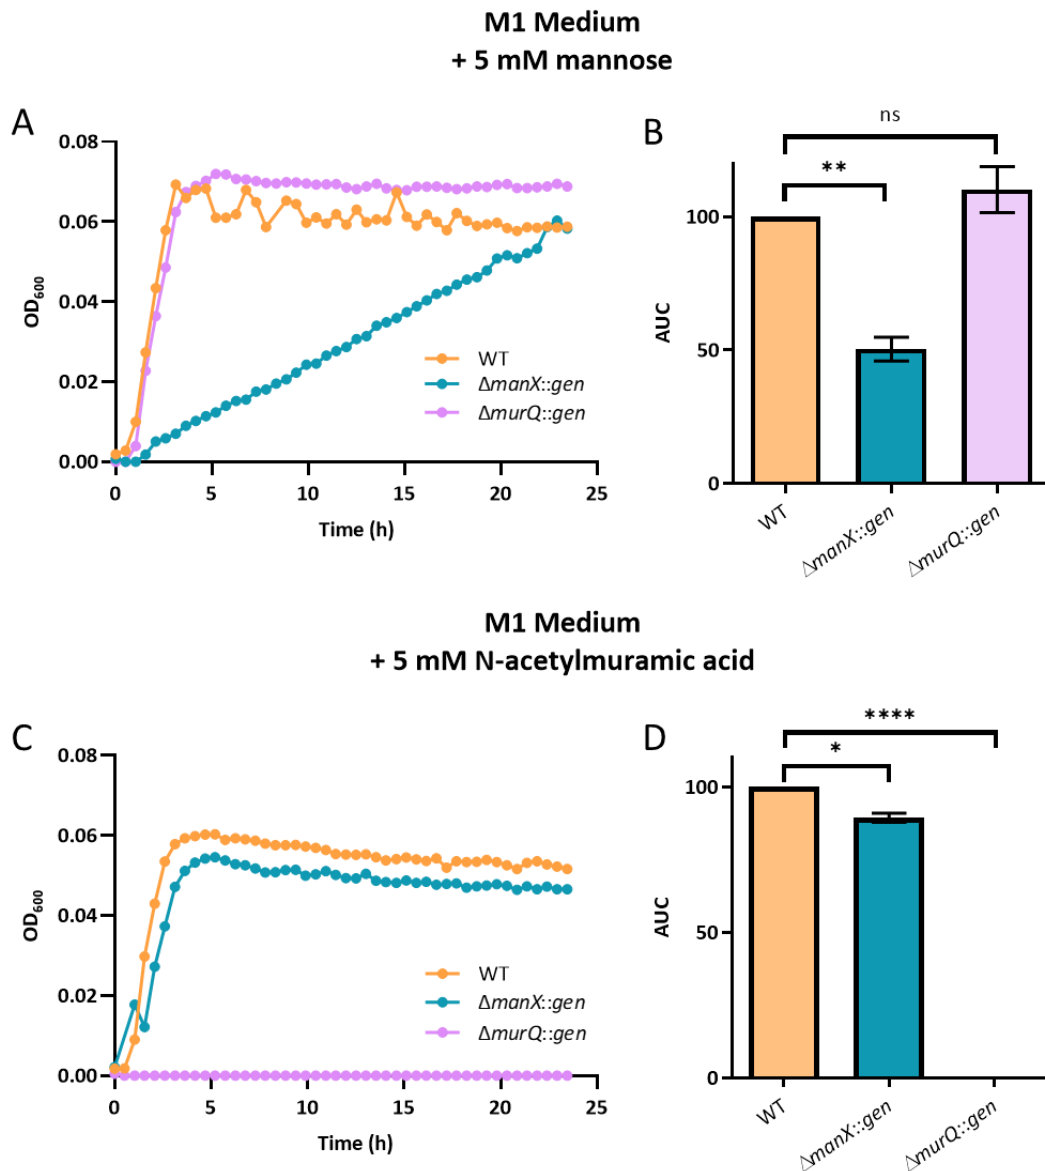 M1 Medium
+ 5 mM mannose
A
0.08
0.06
0.04
0.02
0.00
OD600
0
5
10
15
20
25
Time (h)
WT
ΔmanX::gen
ΔmurQ::gen
B
ns
**
100
50
0
AUC
WT
ΔmanX::gen
ΔmurQ::gen
M1 Medium
+ 5 mM N-acetylmuramic acid
C
0.08
0.06
0.04
0.02
0.00
OD600
0
5
10
15
20
25
Time (h)
WT
ΔmanX::gen
ΔmurQ::gen
D
****
*
100
50
0
AUC
WT
ΔmanX::gen
ΔmurQ::gen